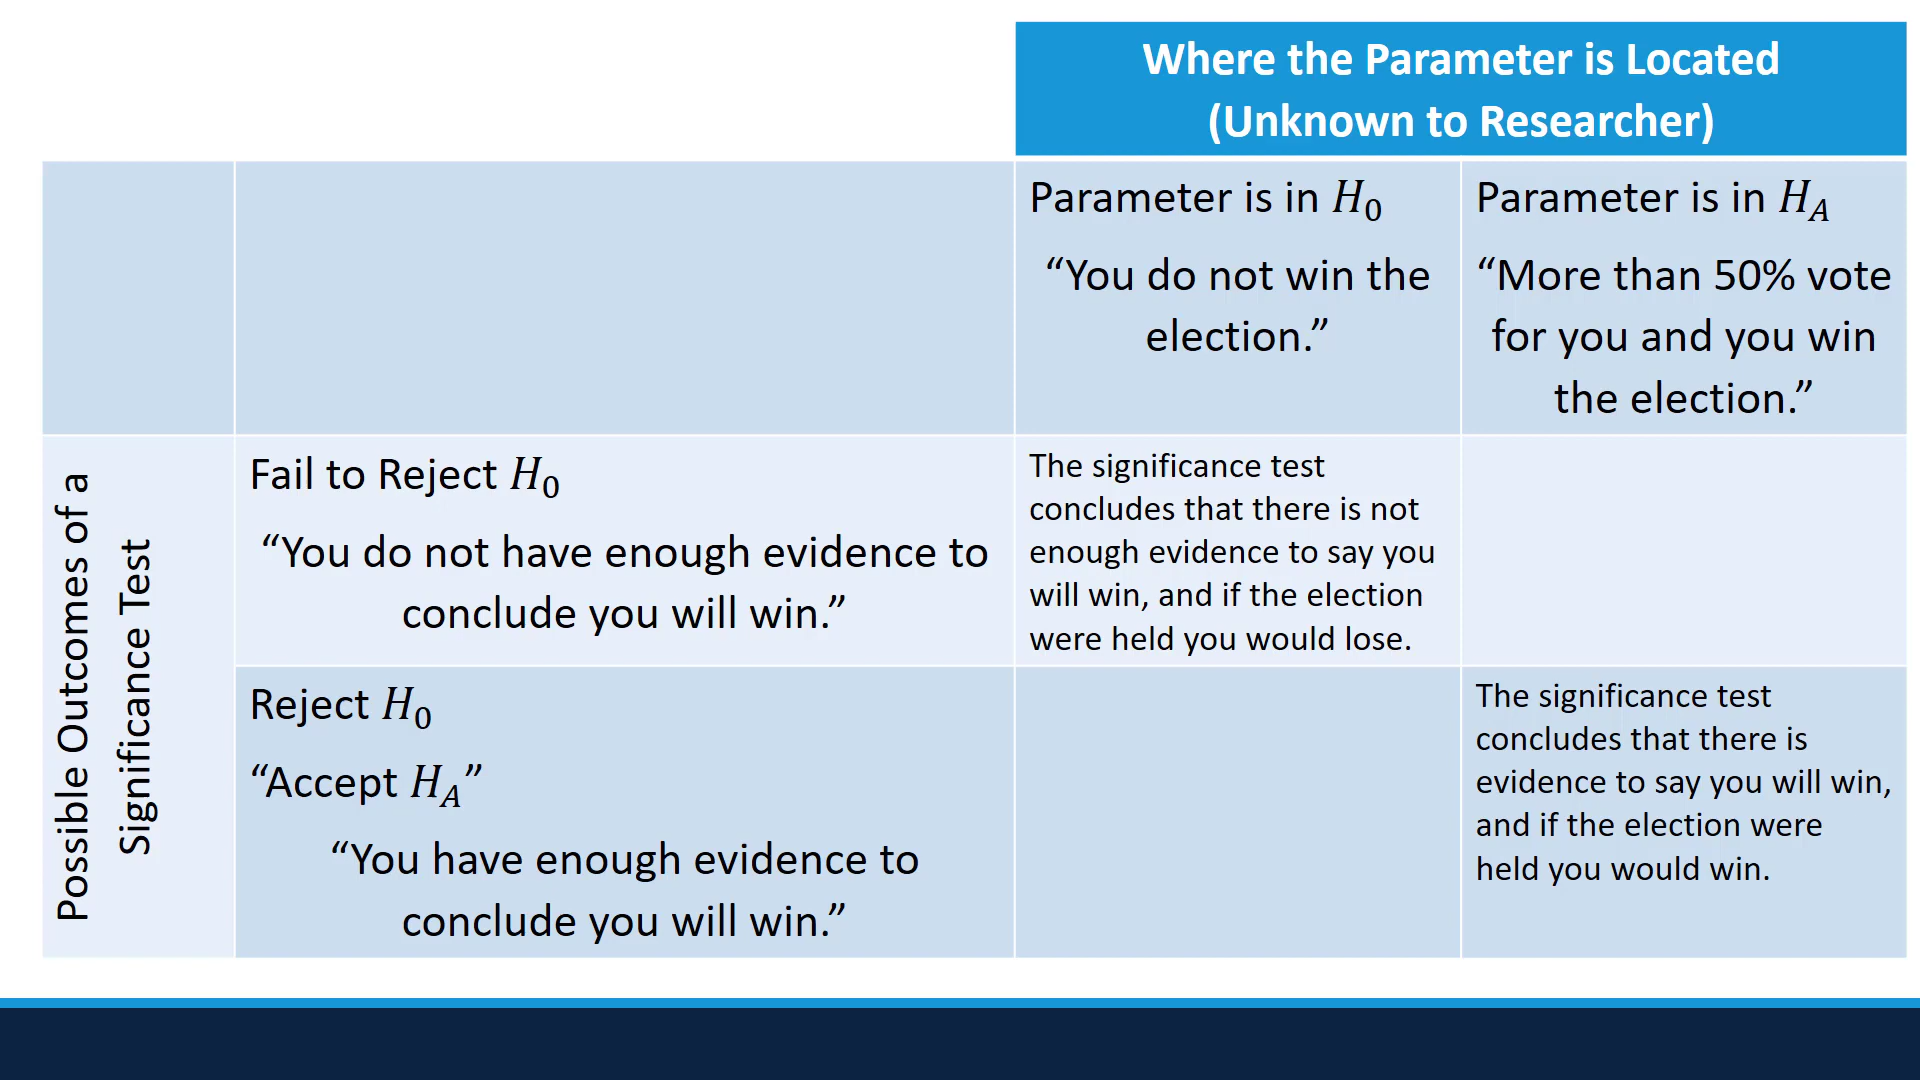 Where the Parameter is Located
(Unknown to Researcher)
Parameter is in H₀
“You do not win the
election.”
Parameter is in H_A
“More than 50% vote
for you and you win
the election.”
Possible Outcomes of a
Significance Test
Fail to Reject H₀
“You do not have enough evidence to
conclude you will win.”
The significance test
concludes that there is not
enough evidence to say you
will win, and if the election
were held you would lose.
Reject H₀
“Accept H_A”
“You have enough evidence to
conclude you will win.”
The significance test
concludes that there is
evidence to say you will win,
and if the election were
held you would win.